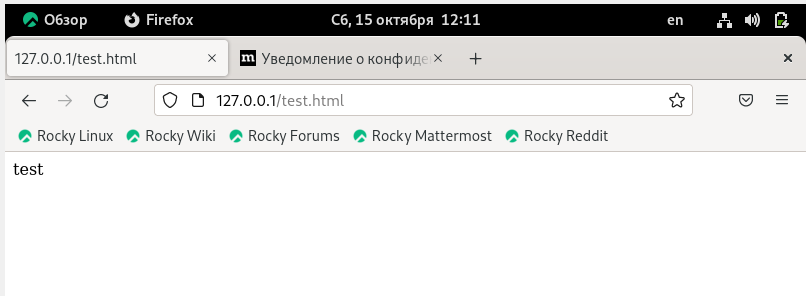 Обзор Firefox Сб, 15 октября 12:11 en
127.0.0.1/test.html Уведомление о конфиде
127.0.0.1/test.html
Rocky Linux Rocky Wiki Rocky Forums Rocky Mattermost Rocky Reddit
test